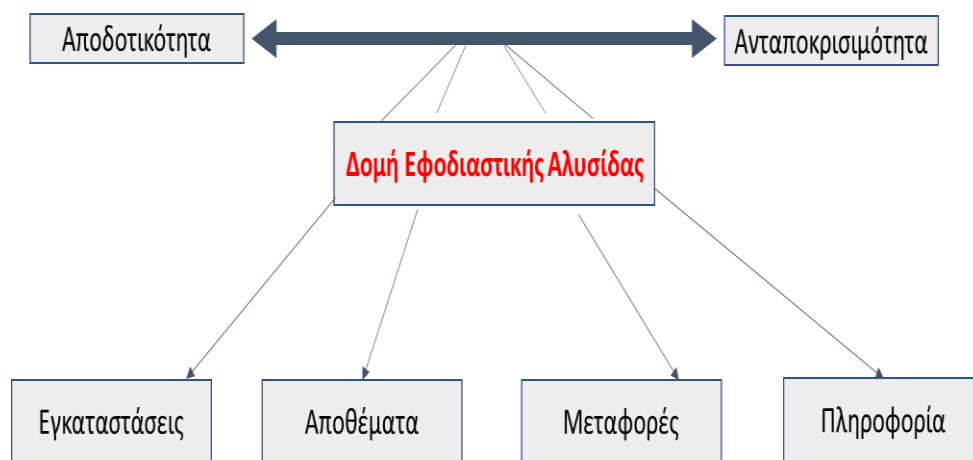 Αποδοτικότητα
Ανταποκρισιμότητα
Δομή Εφοδιαστικής Αλυσίδας
Εγκαταστάσεις
Αποθέματα
Μεταφορές
Πληροφορία